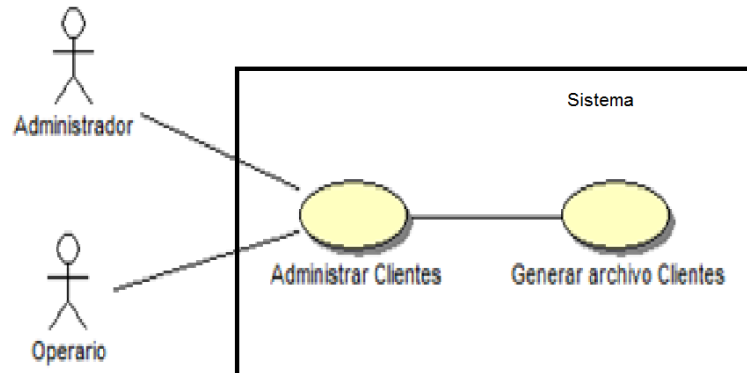 Sistema
Administrador
Administrar Clientes
Generar archivo Clientes
Operario